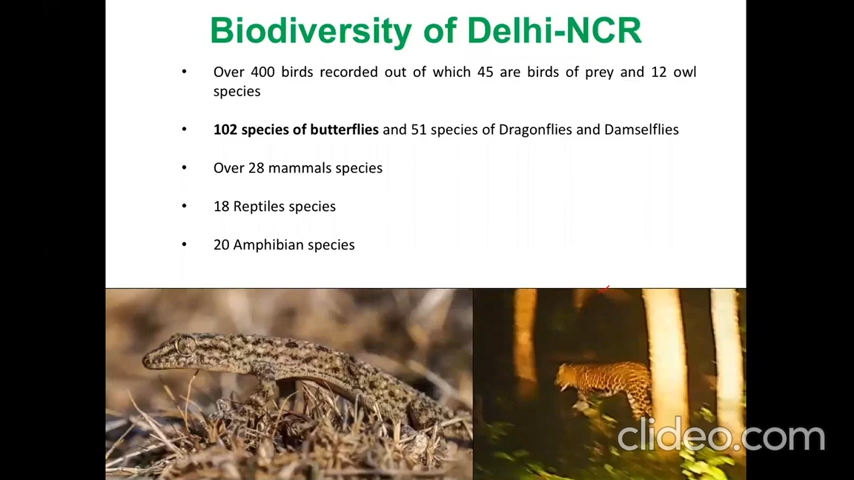 Biodiversity of Delhi-NCR
• Over 400 birds recorded out of which 45 are birds of prey and 12 owl
species
• 102 species of butterflies and 51 species of Dragonflies and Damselflies
• Over 28 mammals species
• 18 Reptiles species
• 20 Amphibian species
clideo.com